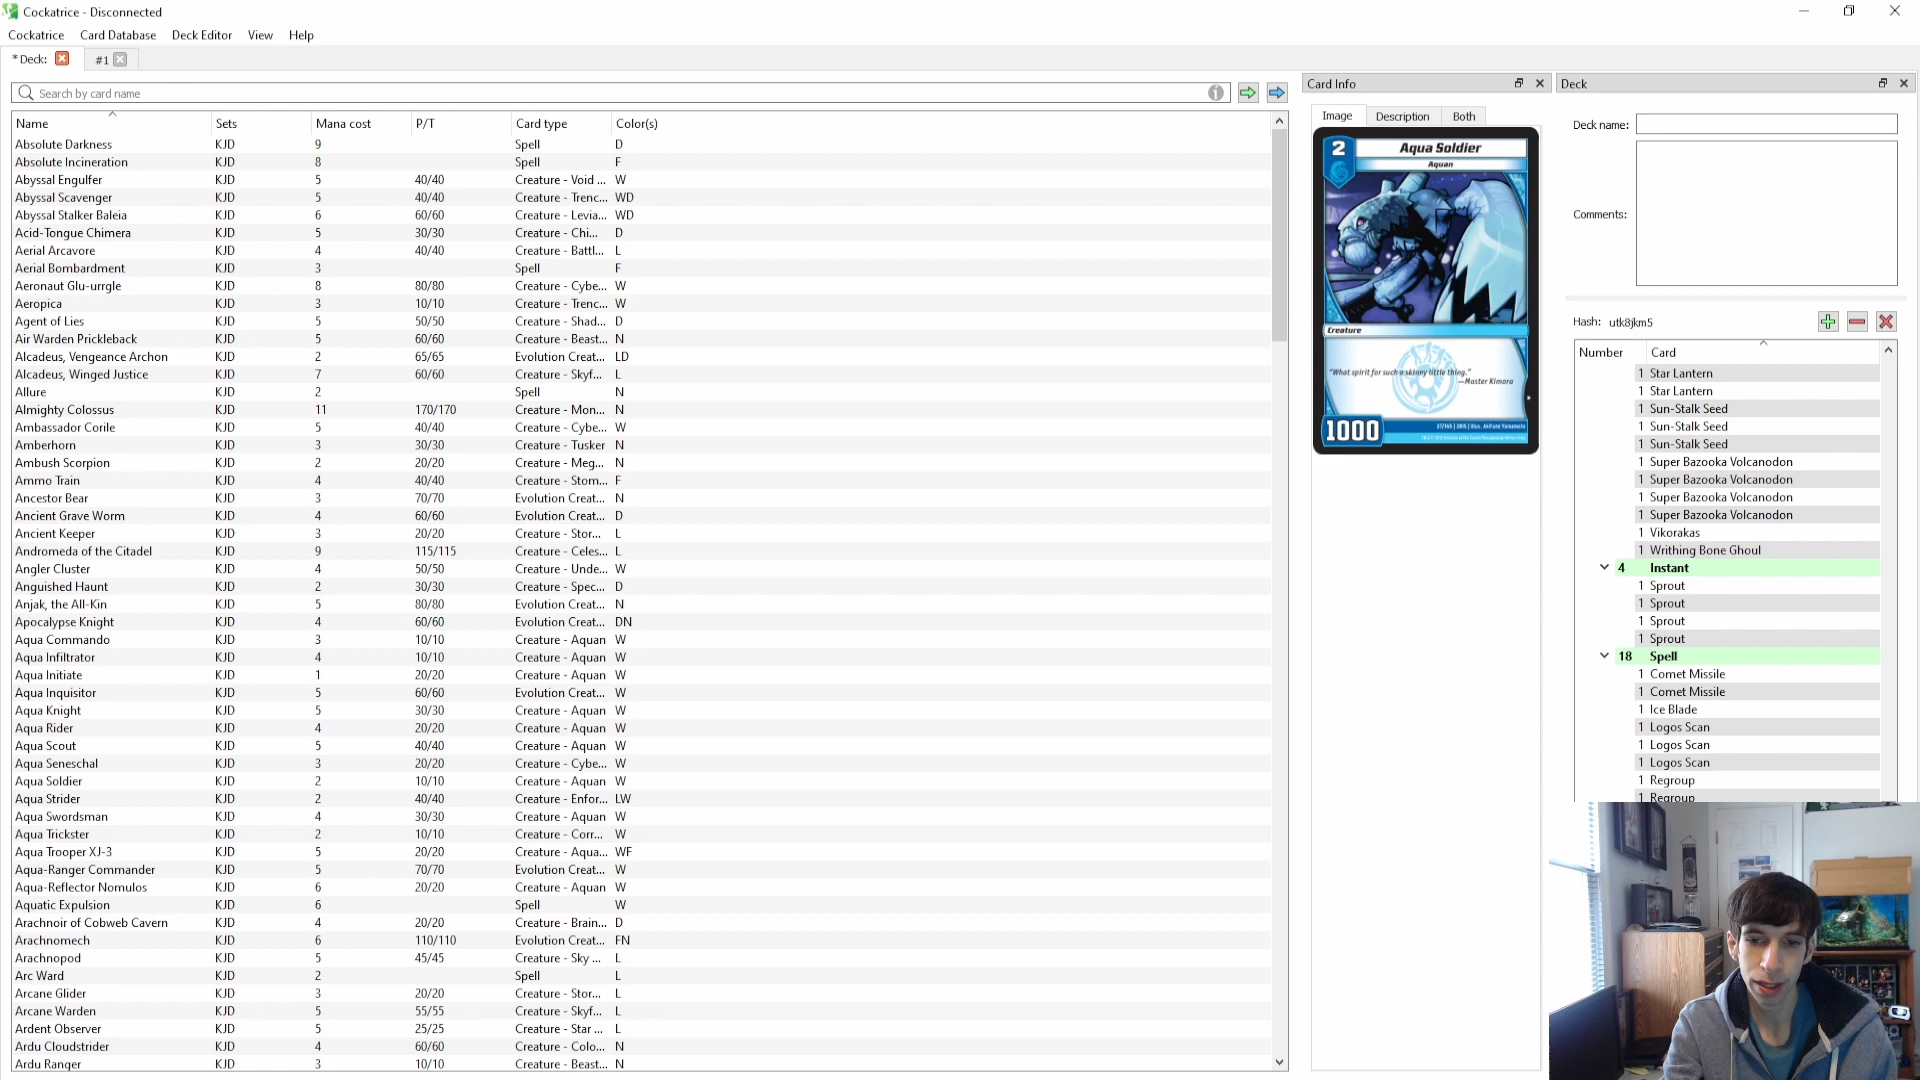 Cockatrice - Disconnected
Cockatrice Card Database Deck Editor View Help
*Deck: #1
Search by card name
Name Sets Mana cost P/T Card type Color(s)
Absolute Darkness KJD 9 Spell D
Absolute Incineration KJD 8 Spell F
Abyssal Engulfer KJD 5 40/40 Creature - Void ... W
Abyssal Scavenger KJD 5 40/40 Creature - Trenc... WD
Abyssal Stalker Baleia KJD 6 60/60 Creature - Levia... WD
Acid-Tongue Chimera KJD 5 30/30 Creature - Chi... D
Aerial Arcavore KJD 4 40/40 Creature - Battl... L
Aerial Bombardment KJD 3 Spell F
Aeronaut Glu-urrgle KJD 8 80/80 Creature - Cybe... W
Aeropica KJD 3 10/10 Creature - Trenc... W
Agent of Lies KJD 5 50/50 Creature - Shad... D
Air Warden Prickleback KJD 5 60/60 Creature - Beast... N
Alcadeus, Vengeance Archon KJD 2 65/65 Evolution Creat... LD
Alcadeus, Winged Justice KJD 7 60/60 Creature - Skyf... L
Allure KJD 2 Spell N
Almighty Colossus KJD 11 170/170 Creature - Mon... N
Ambassador Corile KJD 5 40/40 Creature - Cybe... W
Amberhorn KJD 3 30/30 Creature - Tusker N
Ambush Scorpion KJD 2 20/20 Creature - Meg... N
Ammo Train KJD 4 40/40 Creature - Stom... F
Ancestor Bear KJD 3 70/70 Evolution Creat... N
Ancient Grave Worm KJD 4 60/60 Evolution Creat... D
Ancient Keeper KJD 3 20/20 Creature - Stor... L
Andromeda of the Citadel KJD 9 115/115 Creature - Celes... L
Angler Cluster KJD 4 50/50 Creature - Unde... W
Anguished Haunt KJD 2 30/30 Creature - Spec... D
Anjak, the All-Kin KJD 5 80/80 Evolution Creat... N
Apocalypse Knight KJD 4 60/60 Evolution Creat... DN
Aqua Commando KJD 3 10/10 Creature - Aquan W
Aqua Infiltrator KJD 4 10/10 Creature - Aquan W
Aqua Initiate KJD 1 20/20 Creature - Aquan W
Aqua Inquisitor KJD 5 60/60 Evolution Creat... W
Aqua Knight KJD 5 30/30 Creature - Aquan W
Aqua Rider KJD 4 20/20 Creature - Aquan W
Aqua Scout KJD 5 40/40 Creature - Aquan W
Aqua Seneschal KJD 3 20/20 Creature - Cybe... W
Aqua Soldier KJD 2 10/10 Creature - Aquan W
Aqua Strider KJD 2 40/40 Creature - Enfor... LW
Aqua Swordsman KJD 4 30/30 Creature - Aquan W
Aqua Trickster KJD 2 10/10 Creature - Corr... W
Aqua Trooper XJ-3 KJD 5 20/20 Creature - Aqua... WF
Aqua-Ranger Commander KJD 5 70/70 Evolution Creat... W
Aqua-Reflector Nomulos KJD 6 20/20 Creature - Aquan W
Aquatic Expulsion KJD 6 Spell W
Arachnoir of Cobweb Cavern KJD 4 20/20 Creature - Brain... D
Arachnomech KJD 6 110/110 Evolution Creat... FN
Arachnopod KJD 5 45/45 Creature - Sky ... L
Arc Ward KJD 2 Spell L
Arcane Glider KJD 3 20/20 Creature - Stor... L
Arcane Warden KJD 5 55/55 Creature - Skyf... L
Ardent Observer KJD 5 25/25 Creature - Star ... L
Ardu Cloudstrider KJD 4 60/60 Creature - Colo... N
Ardu Ranger KJD 3 10/10 Creature - Beast... N
Card Info
Image Description Both
2 Aqua Soldier
Aquan
Creature
"What spirit for such a skinny little thing."
—Master Kimora
1000
Deck
Deck name:
Comments:
Hash: utk8jkm5
Number Card
1 Star Lantern
1 Star Lantern
1 Sun-Stalk Seed
1 Sun-Stalk Seed
1 Sun-Stalk Seed
1 Super Bazooka Volcanodon
1 Super Bazooka Volcanodon
1 Super Bazooka Volcanodon
1 Super Bazooka Volcanodon
1 Vikorakas
1 Writhing Bone Ghoul
4 Instant
1 Sprout
1 Sprout
1 Sprout
1 Sprout
18 Spell
1 Comet Missile
1 Comet Missile
1 Ice Blade
1 Logos Scan
1 Logos Scan
1 Logos Scan
1 Regroup
1 Regroup